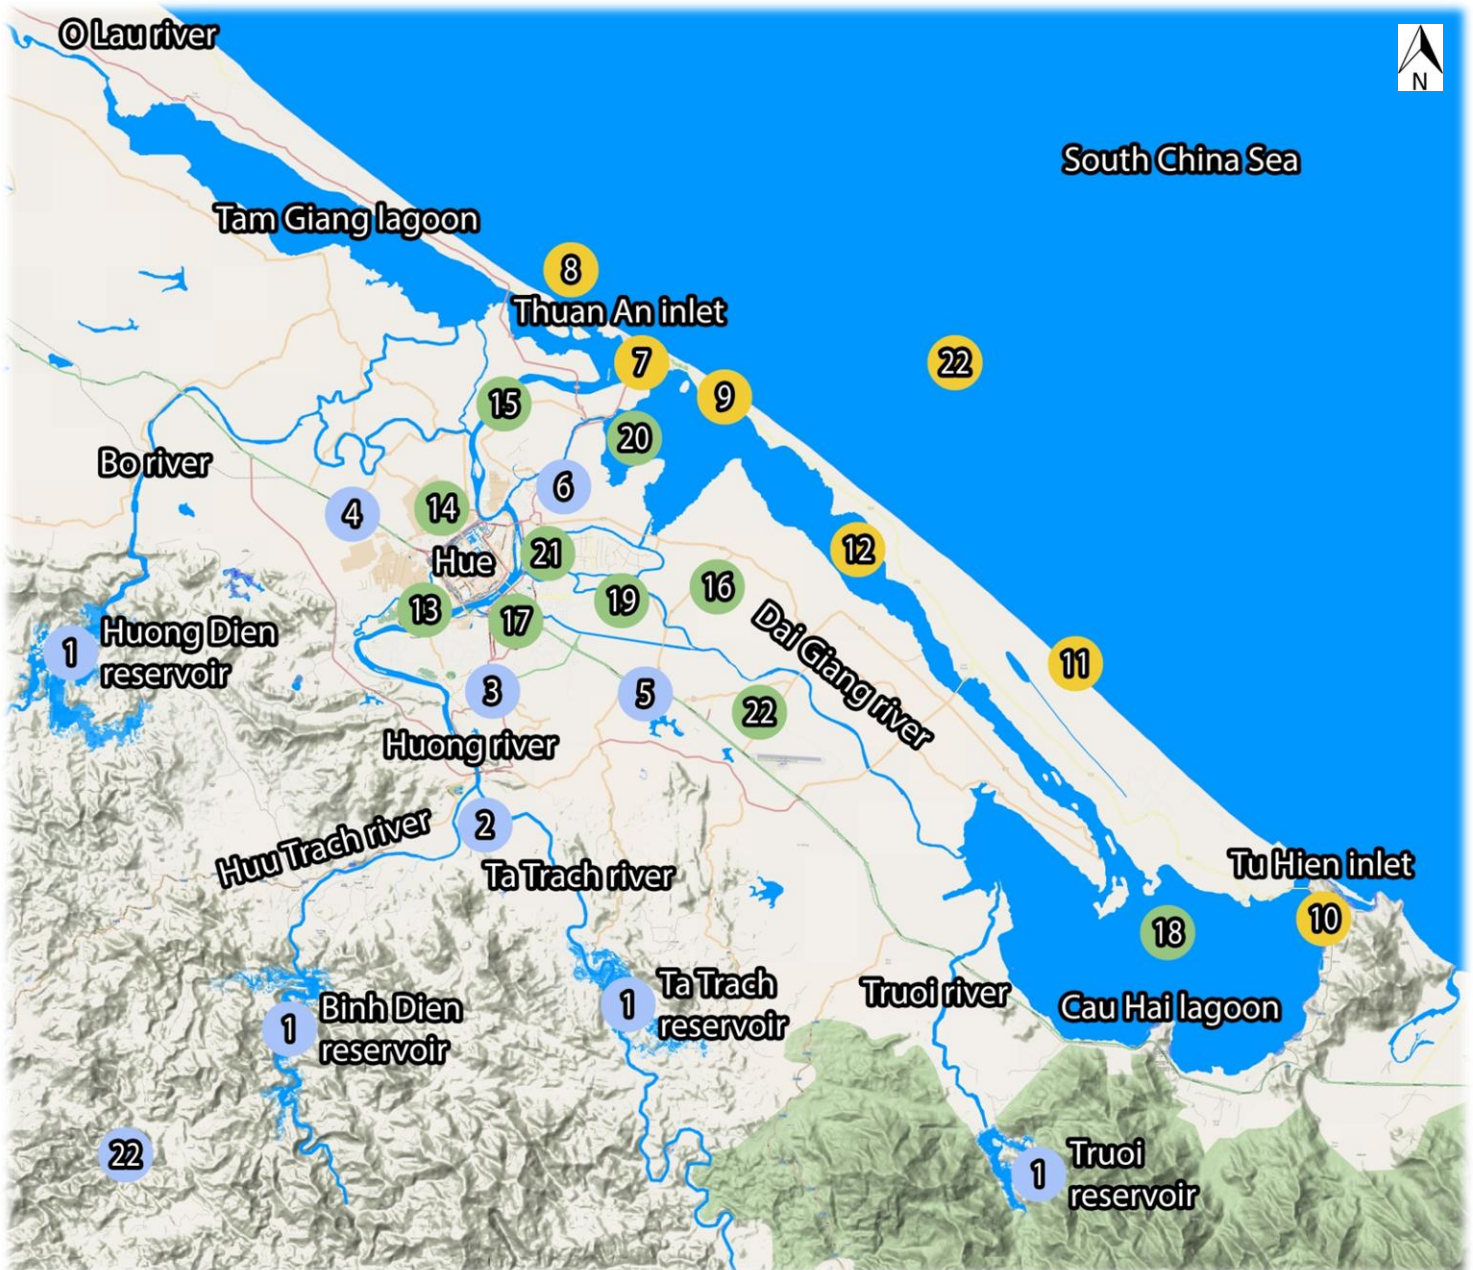 O Lau river
N
South China Sea
Tam Giang lagoon
8
Thuan An inlet
7
22
9
15
20
Bo river
6
4
14
12
Hue
21
16
13
19
17
Dai Giang river
1
Huong Dien
reservoir
11
3
5
22
Huong river
2
Huu Trach river
Ta Trach river
Tu Hien inlet
10
18
1
Ta Trach
reservoir
Truoi river
Cau Hai lagoon
1
Binh Dien
reservoir
22
1
Truoi
reservoir